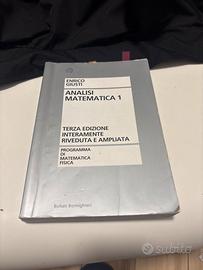 ENRICO
GIUSTI
ANALISI
MATEMATICA 1
TERZA EDIZIONE
INTERAMENTE
RIVEDUTA E AMPLIATA
PROGRAMMA
DI
MATEMATICA
FISICA
Bollati Boringhieri
subito